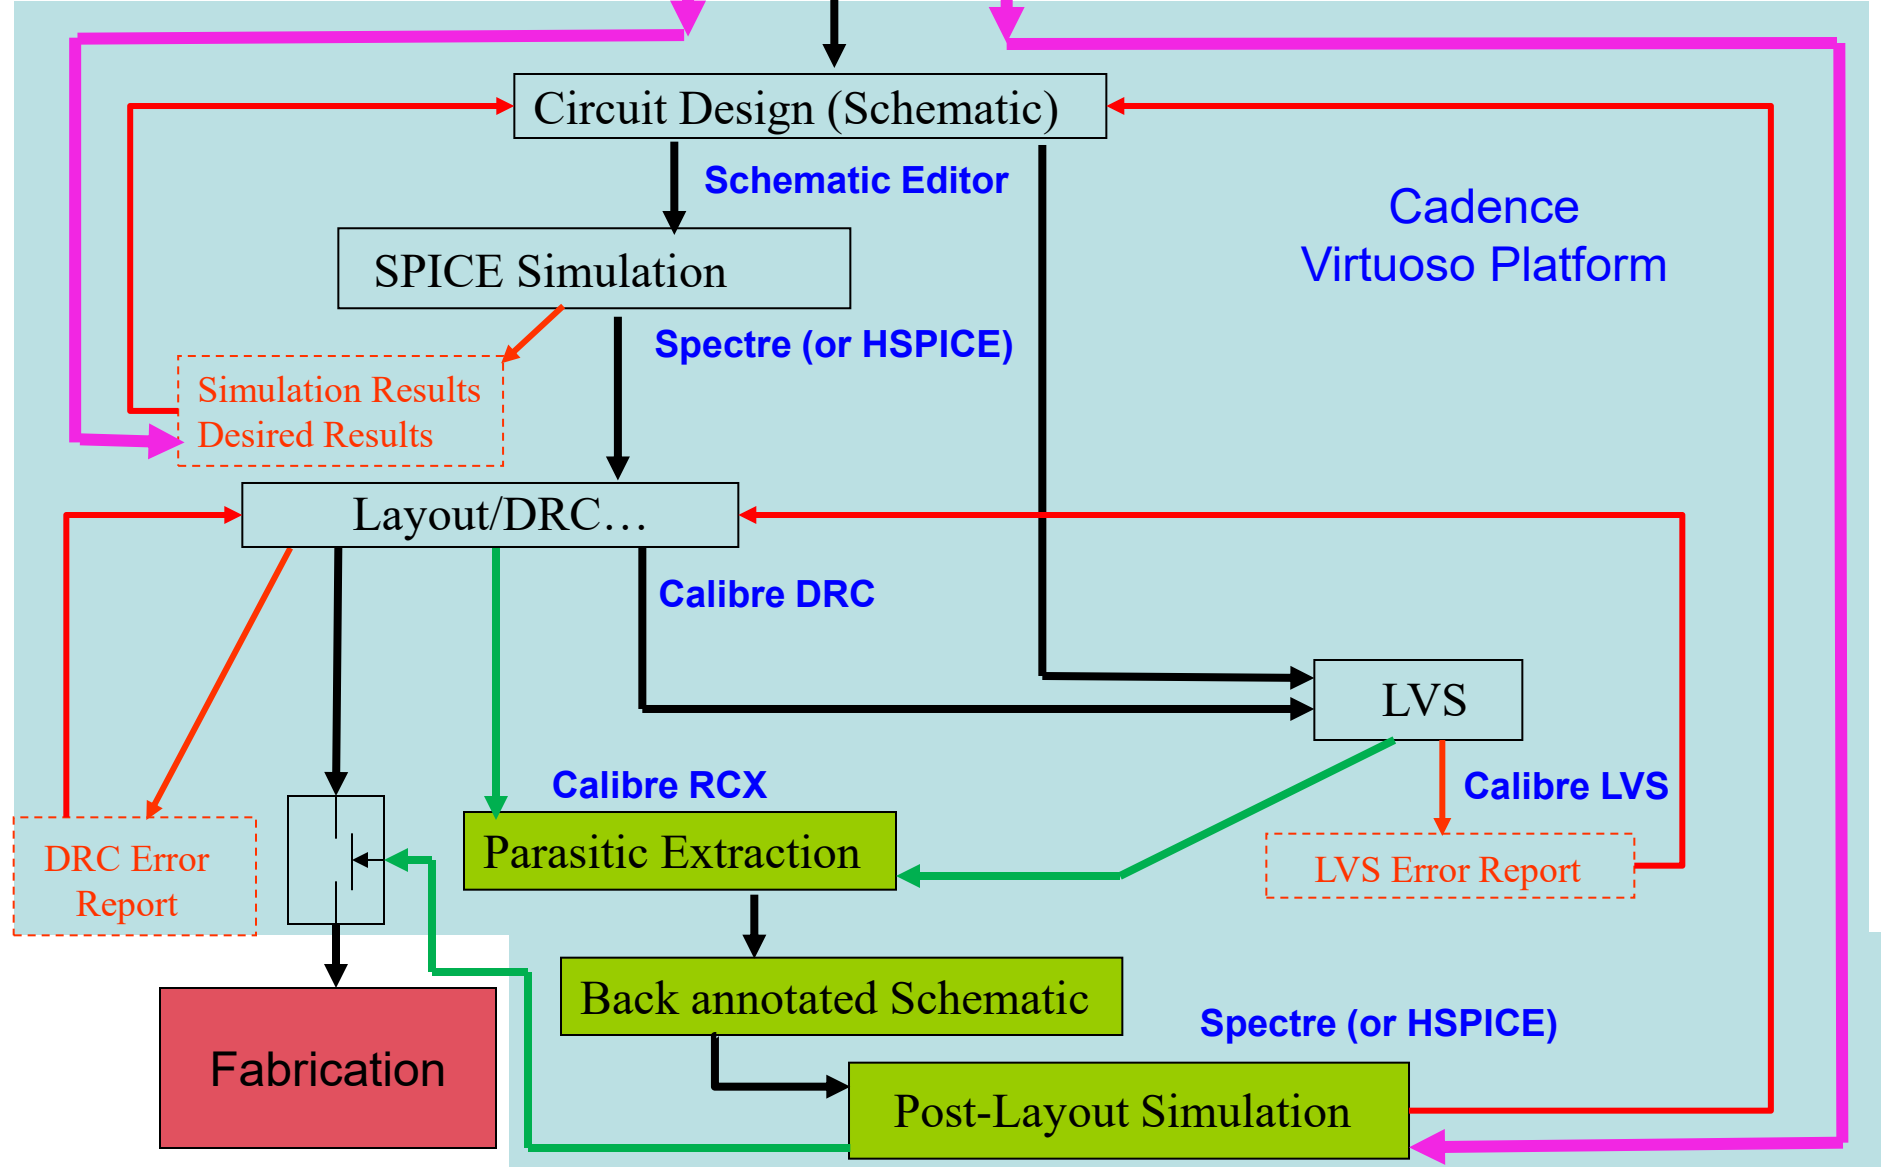 Circuit Design (Schematic)
Schematic Editor
Cadence
Virtuoso Platform
SPICE Simulation
Spectre (or HSPICE)
Simulation Results
Desired Results
Layout/DRC…
Calibre DRC
LVS
Calibre RCX
Calibre LVS
Parasitic Extraction
DRC Error
Report
LVS Error Report
Back annotated Schematic
Spectre (or HSPICE)
Fabrication
Post-Layout Simulation